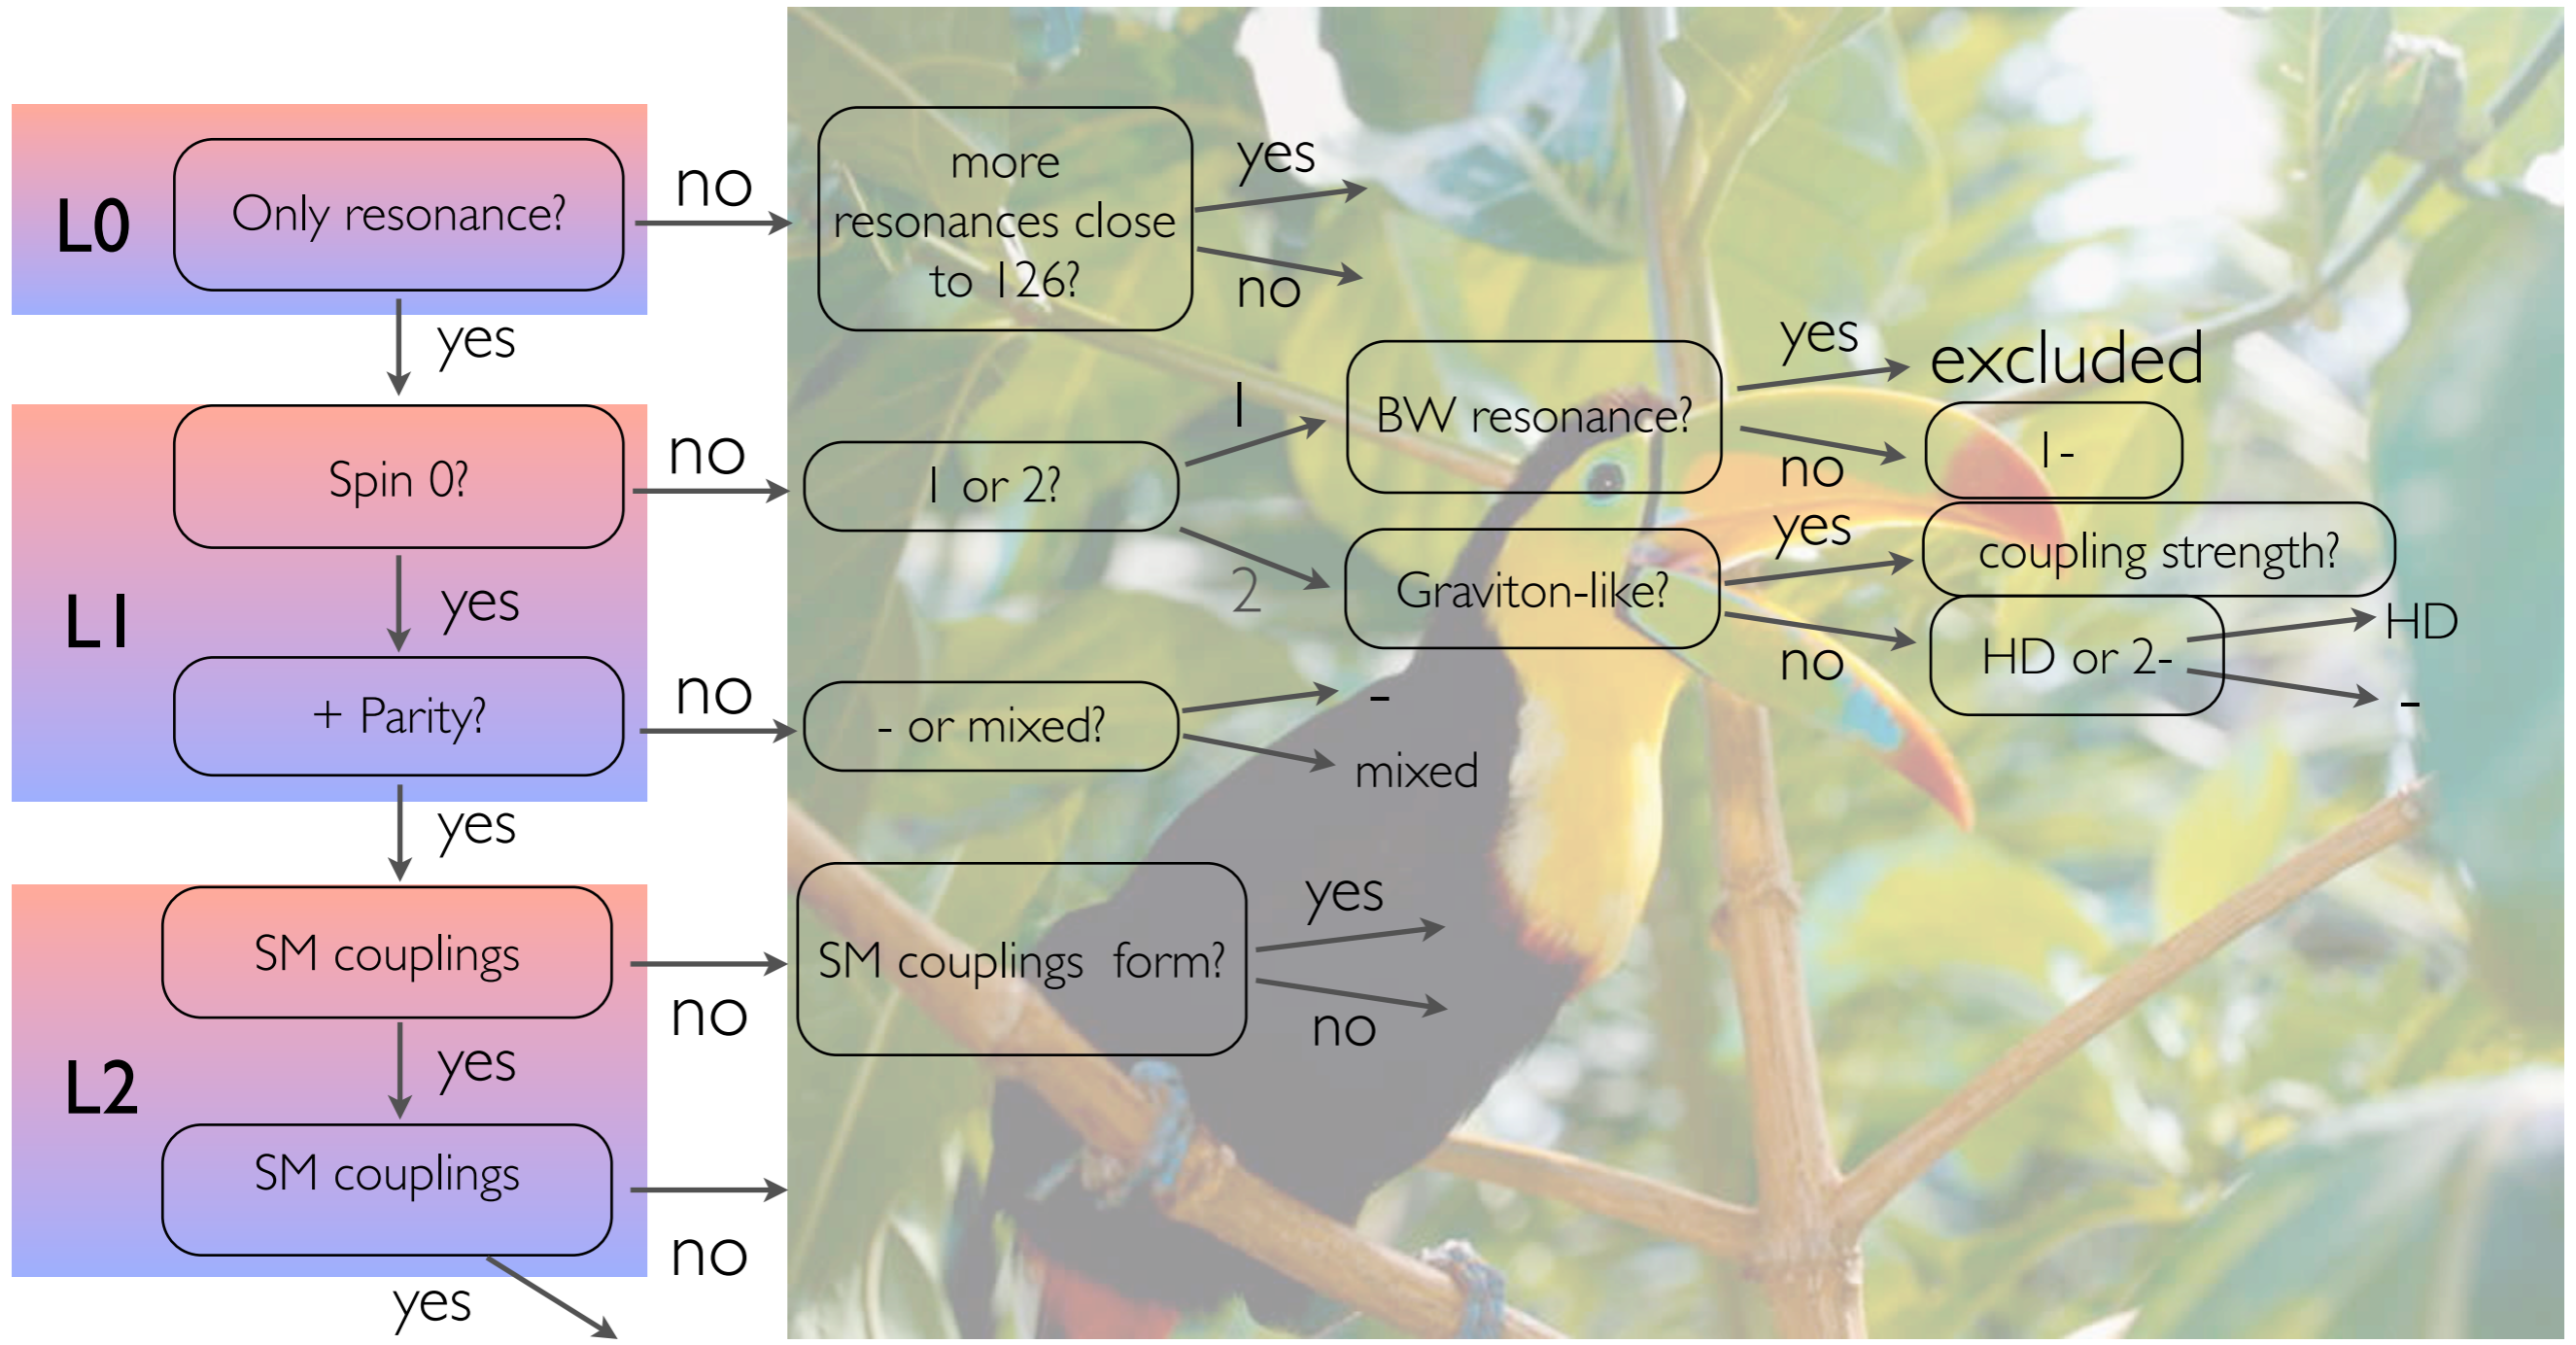 L0
Only resonance?
no
more
resonances close
to 126?
yes
no
yes
L1
Spin 0?
no
1 or 2?
1
BW resonance?
yes
excluded
no
1-
2
Graviton-like?
yes
coupling strength?
no
HD or 2-
HD
-
yes
+ Parity?
no
- or mixed?
-
mixed
yes
L2
SM couplings
no
SM couplings form?
yes
no
yes
SM couplings
no
yes